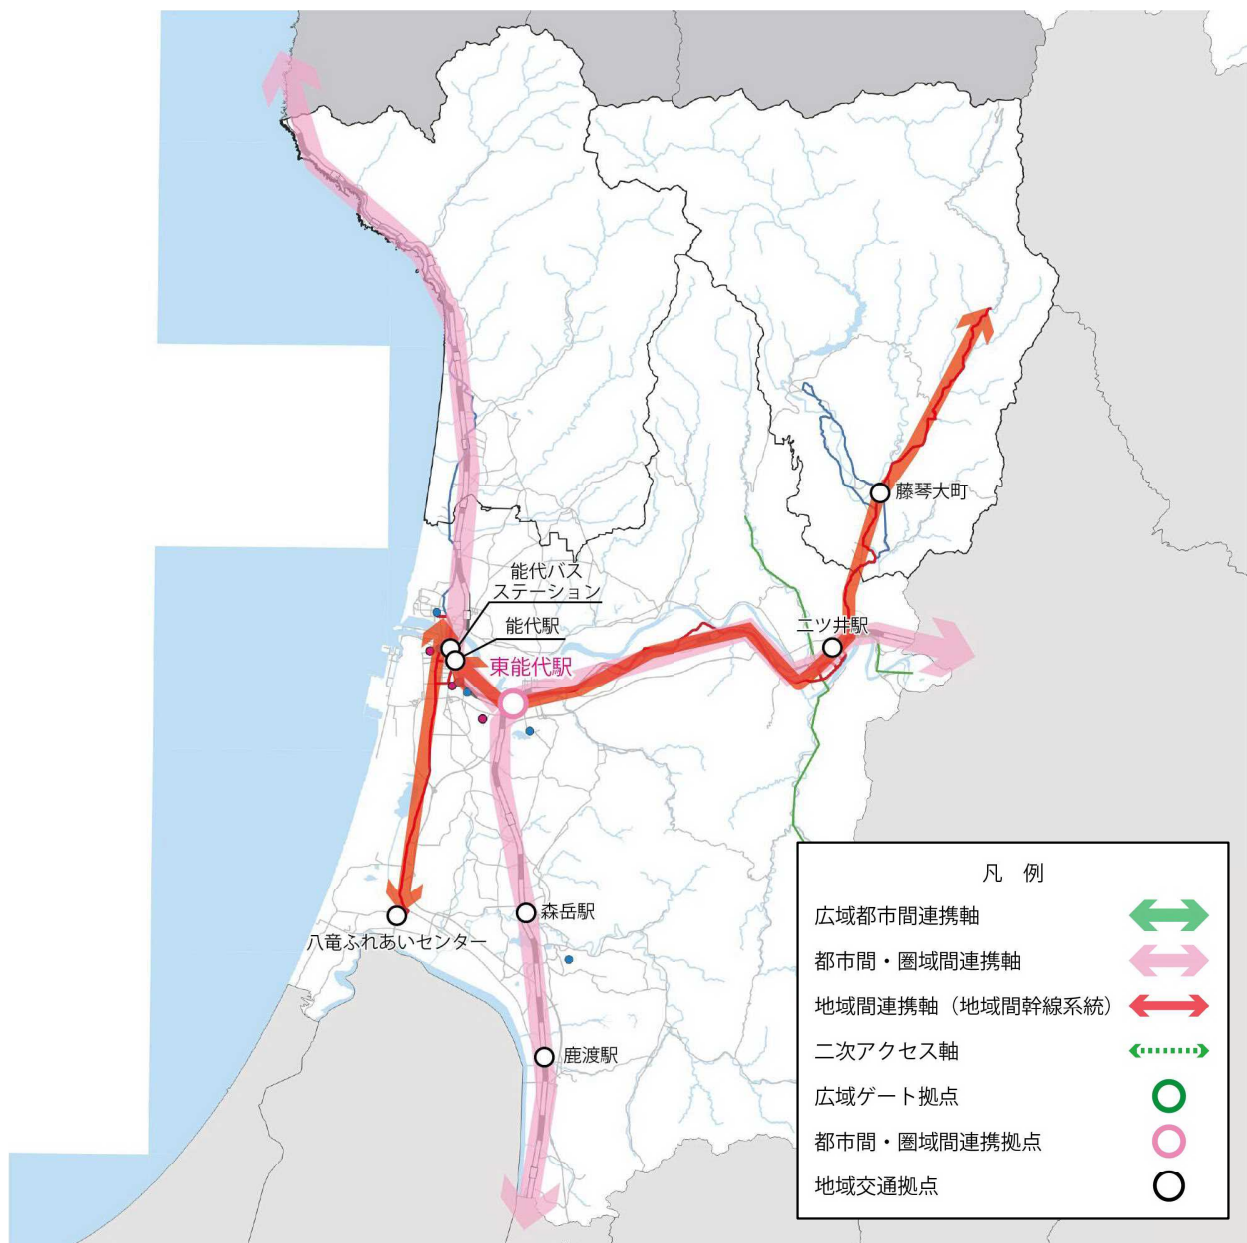 藤琴大町
能代バス
ステーション
能代駅
二ツ井駅
東能代駅
森岳駅
八竜ふれあいセンター
鹿渡駅
凡 例
広域都市間連携軸
都市間・圏域間連携軸
地域間連携軸（地域間幹線系統）
二次アクセス軸
広域ゲート拠点
都市間・圏域間連携拠点
地域交通拠点